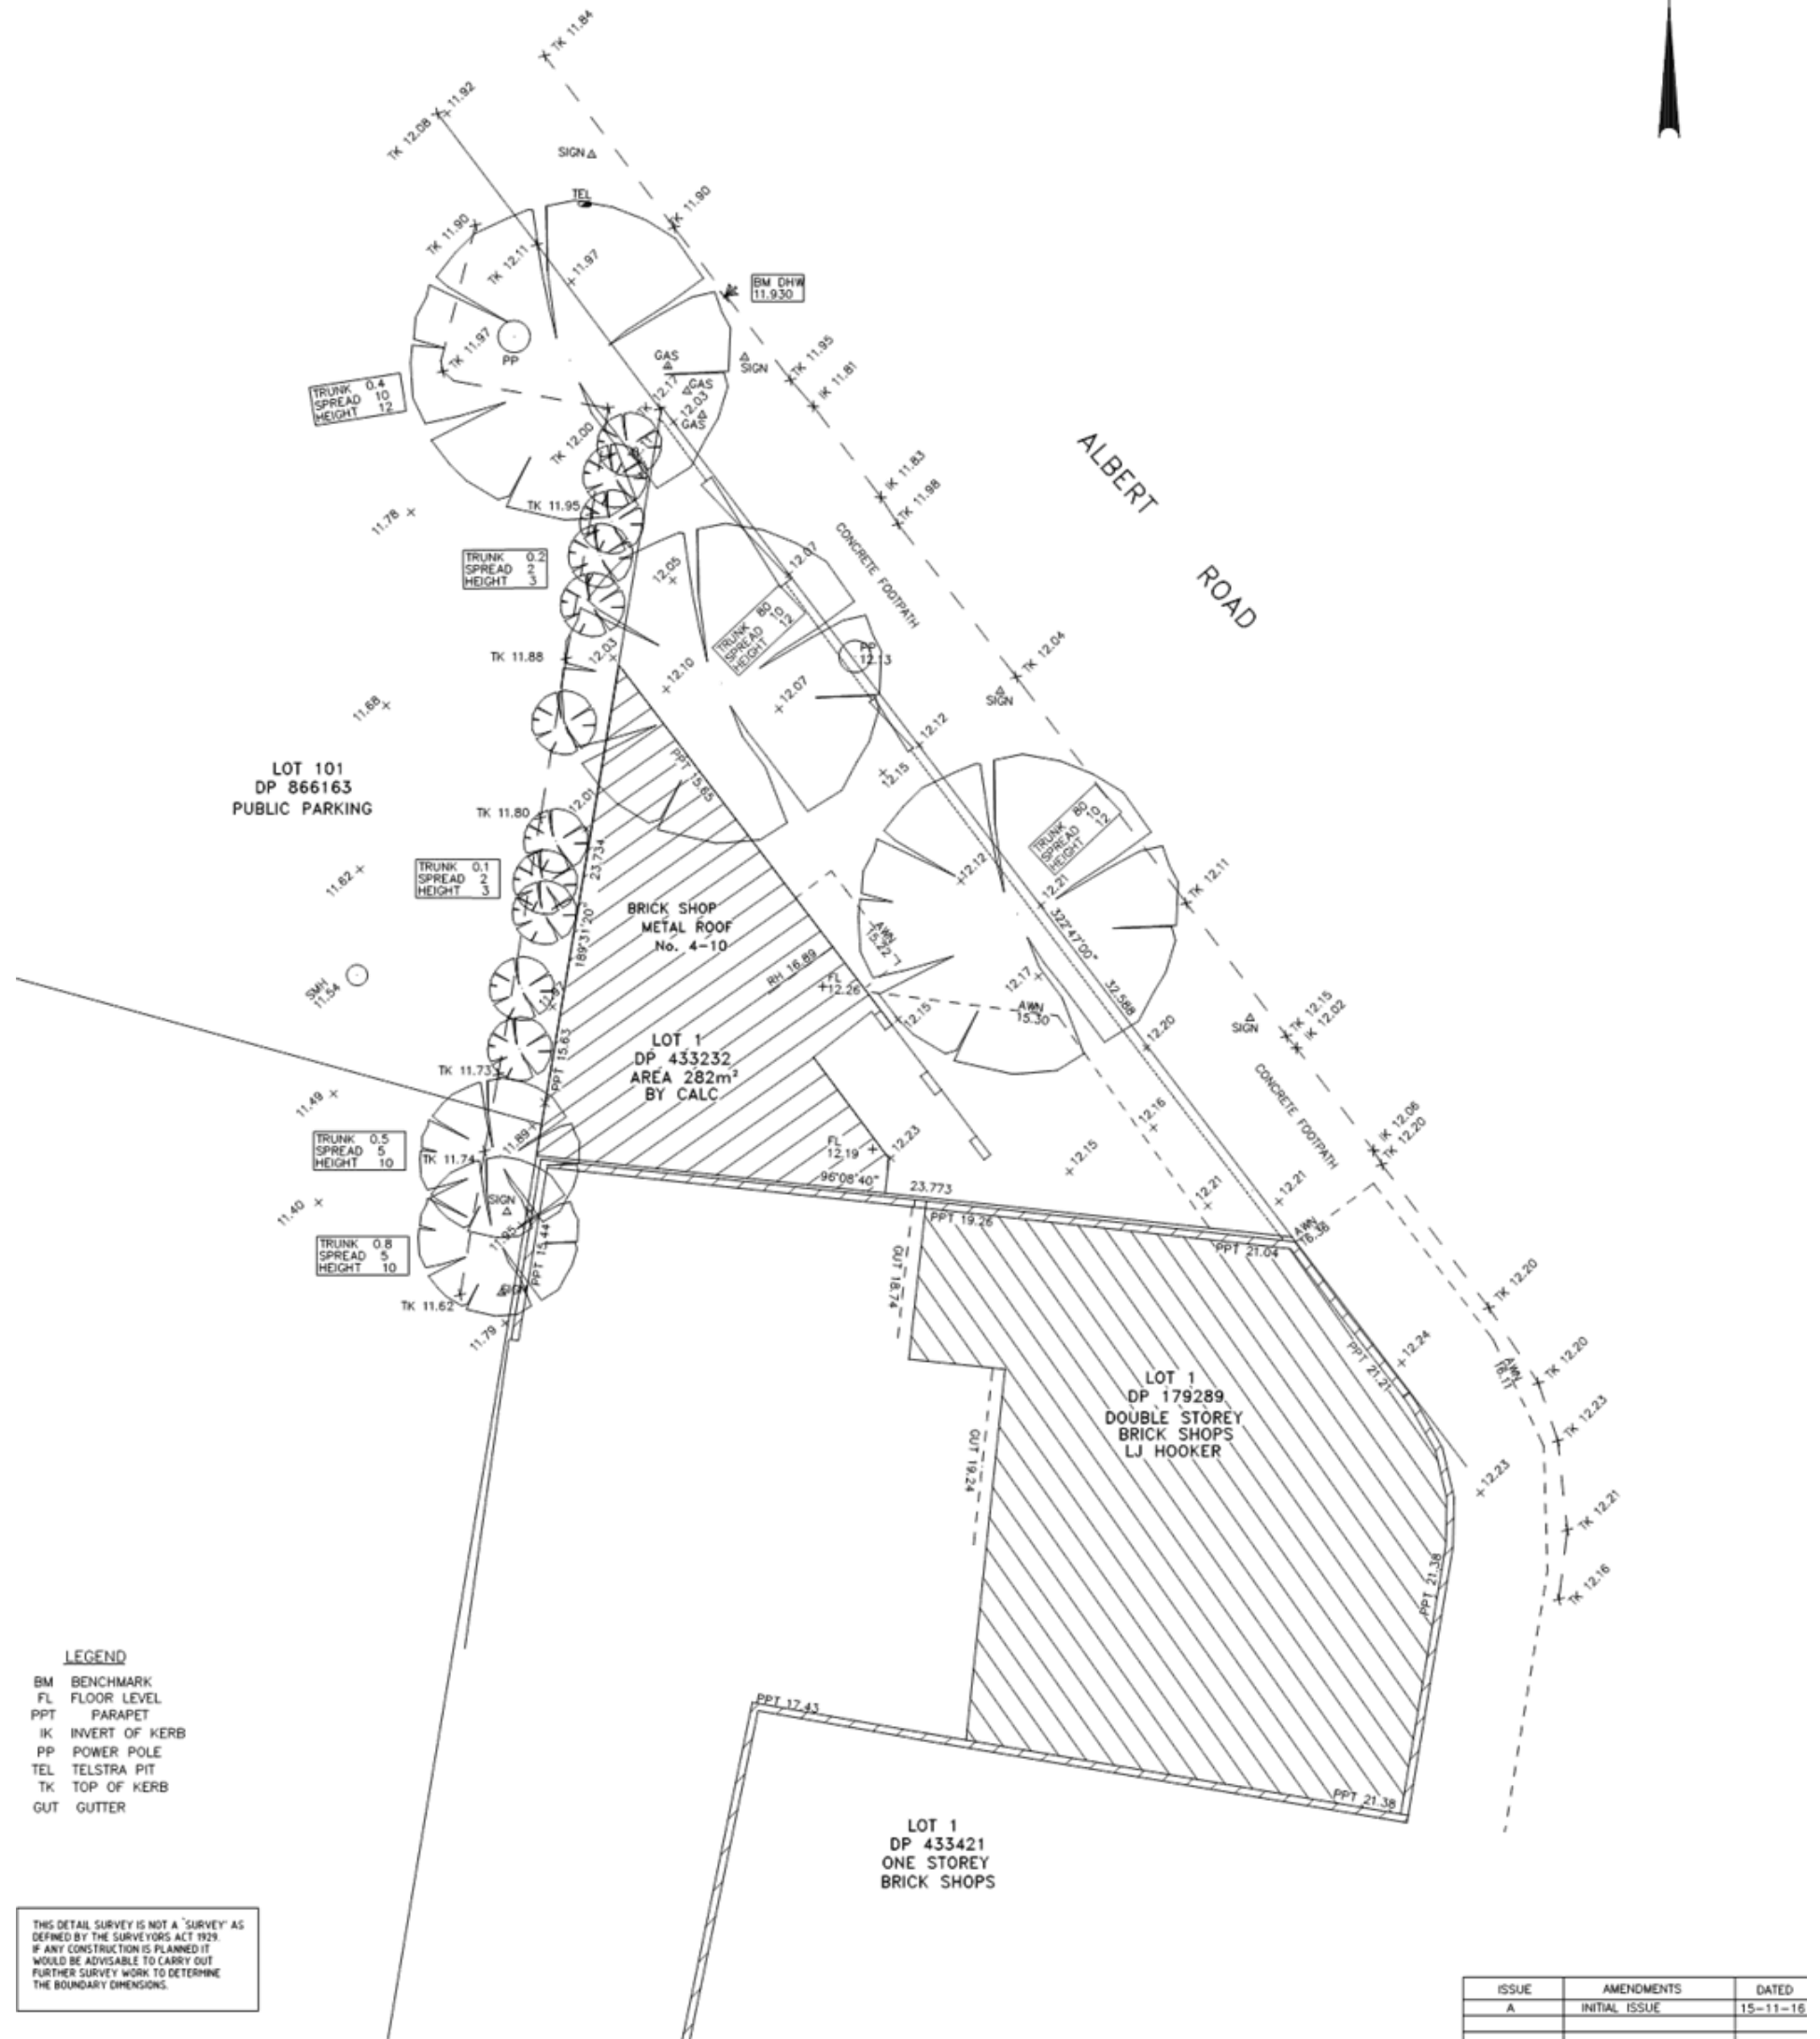 TK 11.84
TK 12.08
11.92
SIGN
TEL
TK 11.90
TK 11.90
TK 12.11
11.97
BM DHW
11.930
TK 11.97
PP
GAS
SIGN
TK 11.95
IK 11.81
TRUNK 0.4
SPREAD 10
HEIGHT 12
TK 12.17
GAS
12.03
GAS
TK 12.00
ALBERT
ROAD
IK 11.83
TK 11.98
TK 11.95
11.78
CONCRETE FOOTPATH
TRUNK 0.2
SPREAD 2
HEIGHT 3
12.05
12.07
TRUNK 80
SPREAD 10
HEIGHT 12
PP
12.13
TK 12.04
TK 11.88
12.03
12.10
12.07
SIGN
11.68
12.12
12.15
PPT 15.65
LOT 101
DP 866163
PUBLIC PARKING
TK 11.80
12.01
TRUNK 80
SPREAD 10
HEIGHT 12
23.734
11.62
TRUNK 0.1
SPREAD 2
HEIGHT 3
12.12
12.21
TK 12.11
BRICK SHOP
METAL ROOF
No. 4-10
189°31'20"
AWN
15.22
322°47'00"
RH 16.89
FL
12.26
12.17
32.588
SMH
11.54
11.97
AWN
15.30
12.15
12.20
SIGN
TK 12.15
IK 12.02
LOT 1
DP 433232
AREA 282m²
BY CALC
PPT 15.63
TK 11.73
11.49
CONCRETE FOOTPATH
12.16
IK 12.06
TK 12.20
TRUNK 0.5
SPREAD 5
HEIGHT 10
TK 11.74
11.89
FL
12.19
12.23
12.15
96°08'40"
23.773
12.21
12.21
11.40
SIGN
PPT 19.26
PPT 21.04
AWN
16.36
TRUNK 0.8
SPREAD 5
HEIGHT 10
11.95
PPT 15.44
GUT 18.74
SIGN
TK 11.62
11.79
TK 12.20
12.24
PPT 21.21
AWN
16.11
TK 12.20
LOT 1
DP 179289
DOUBLE STOREY
BRICK SHOPS
LJ HOOKER
TK 12.23
GUT 19.24
12.23
TK 12.21
PPT 21.38
TK 12.16
PPT 17.43
PPT 21.38
LOT 1
DP 433421
ONE STOREY
BRICK SHOPS
LEGEND
BM BENCHMARK
FL FLOOR LEVEL
PPT PARAPET
IK INVERT OF KERB
PP POWER POLE
TEL TELSTRA PIT
TK TOP OF KERB
GUT GUTTER
THIS DETAIL SURVEY IS NOT A `SURVEY' AS
DEFINED BY THE SURVEYORS ACT 1929.
IF ANY CONSTRUCTION IS PLANNED IT
WOULD BE ADVISABLE TO CARRY OUT
FURTHER SURVEY WORK TO DETERMINE
THE BOUNDARY DIMENSIONS.
ISSUE AMENDMENTS DATED
A INITIAL ISSUE 15-11-16